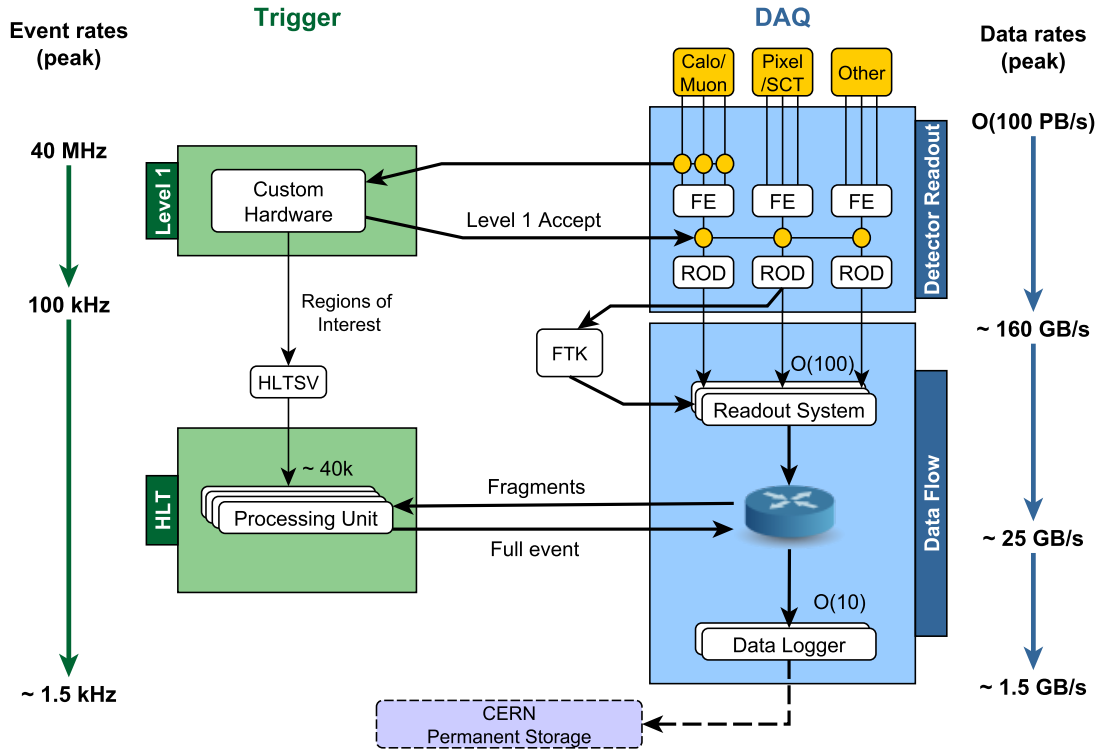 Event rates
(peak)
Trigger
DAQ
Data rates
(peak)
Calo/
Muon
Pixel
/SCT
Other
O(100 PB/s)
40 MHz
Level 1
Custom
Hardware
Level 1 Accept
FE
FE
FE
ROD
ROD
ROD
Detector Readout
100 kHz
Regions of
Interest
~ 160 GB/s
FTK
HLTSV
O(100)
Readout System
~ 40k
HLT
Processing Unit
Fragments
Full event
Data Flow
~ 25 GB/s
O(10)
Data Logger
~ 1.5 kHz
~ 1.5 GB/s
CERN
Permanent Storage